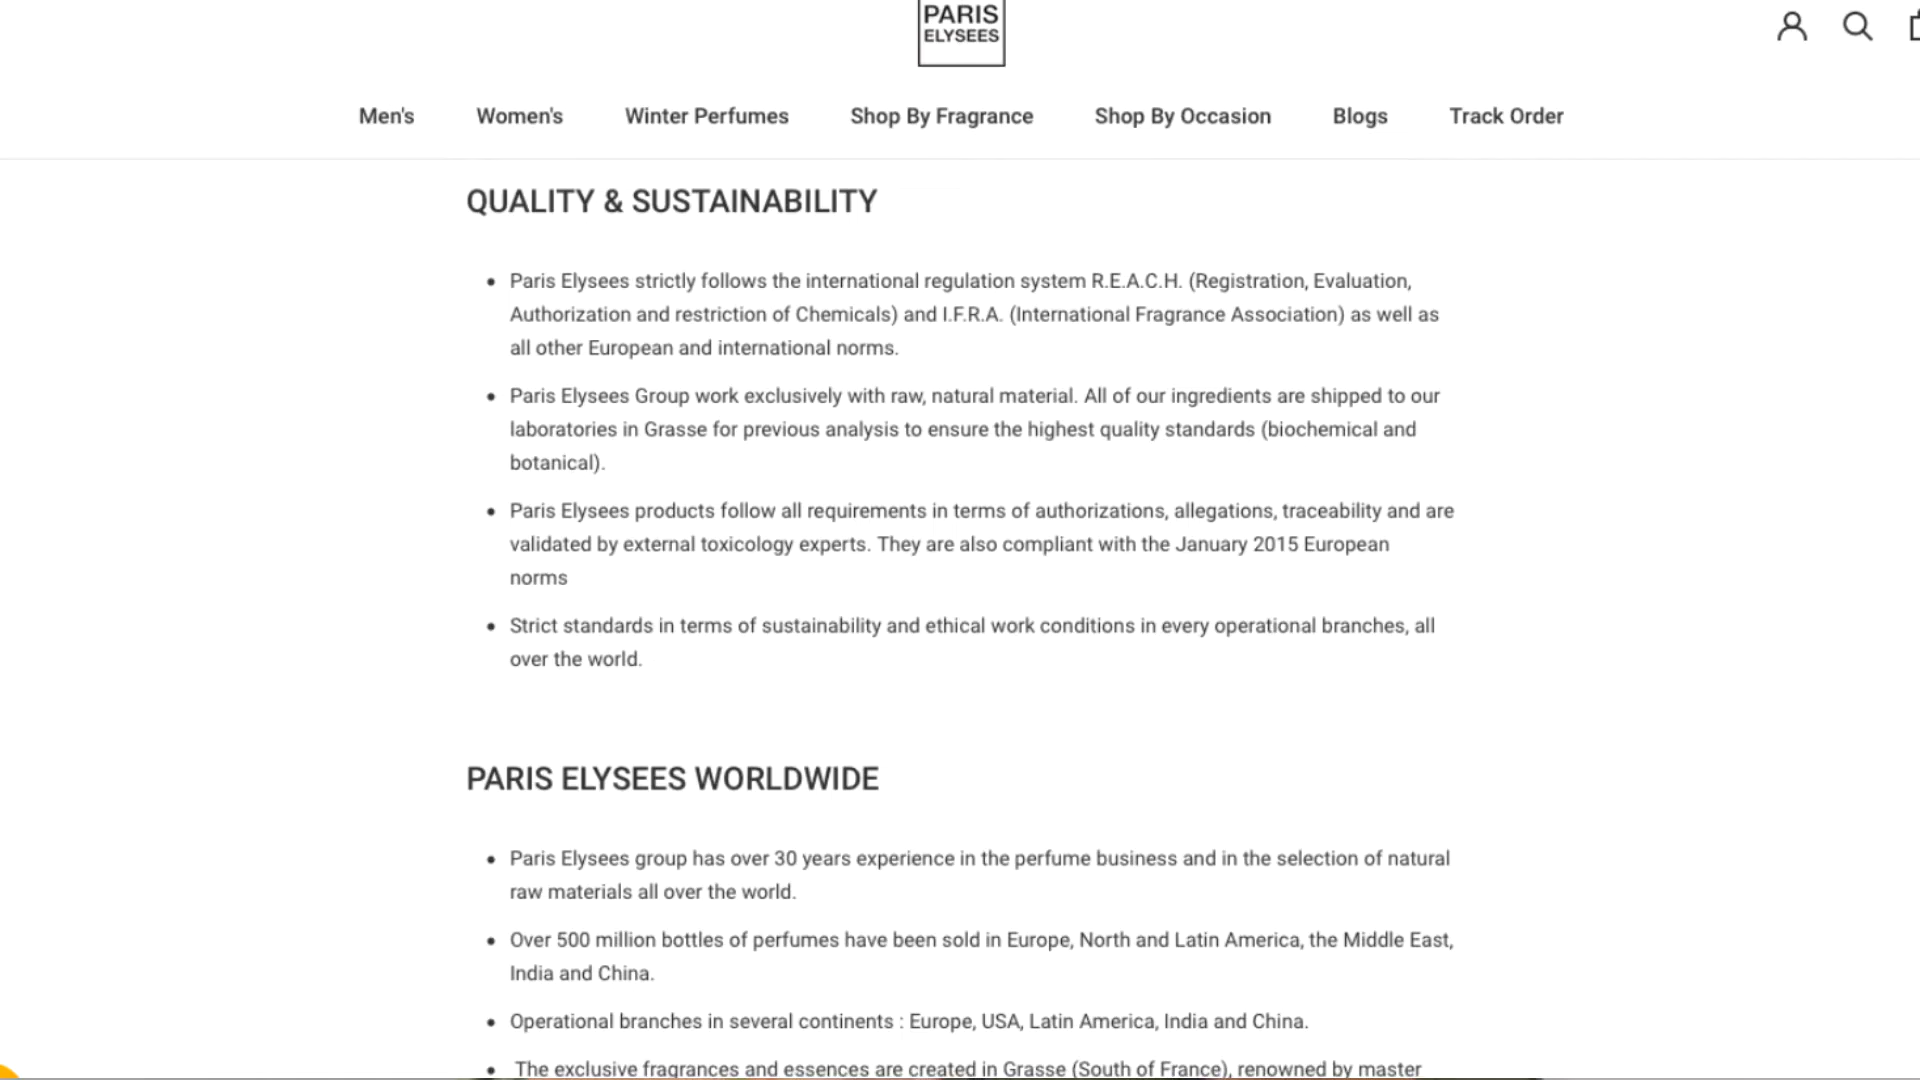 PARIS
ELYSEES
Men's Women's Winter Perfumes Shop By Fragrance Shop By Occasion Blogs Track Order
QUALITY & SUSTAINABILITY
• Paris Elysees strictly follows the international regulation system R.E.A.C.H. (Registration, Evaluation,
Authorization and restriction of Chemicals) and I.F.R.A. (International Fragrance Association) as well as
all other European and international norms.
• Paris Elysees Group work exclusively with raw, natural material. All of our ingredients are shipped to our
laboratories in Grasse for previous analysis to ensure the highest quality standards (biochemical and
botanical).
• Paris Elysees products follow all requirements in terms of authorizations, allegations, traceability and are
validated by external toxicology experts. They are also compliant with the January 2015 European
norms
• Strict standards in terms of sustainability and ethical work conditions in every operational branches, all
over the world.
PARIS ELYSEES WORLDWIDE
• Paris Elysees group has over 30 years experience in the perfume business and in the selection of natural
raw materials all over the world.
• Over 500 million bottles of perfumes have been sold in Europe, North and Latin America, the Middle East,
India and China.
• Operational branches in several continents : Europe, USA, Latin America, India and China.
• The exclusive fragrances and essences are created in Grasse (South of France), renowned by master